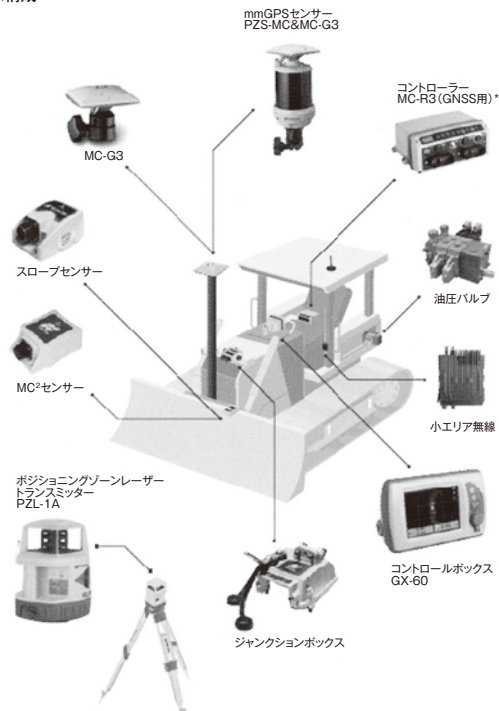 mmGPSセンサー
PZS-MC&MC-G3
コントローラー
MC-R3(GNSS用)*
MC-G3
スロープセンサー
油圧バルブ
MC²センサー
小エリア無線
ポジショニングゾーンレーザー
トランスミッター
PZL-1A
コントロールボックス
GX-60
ジャンクションボックス